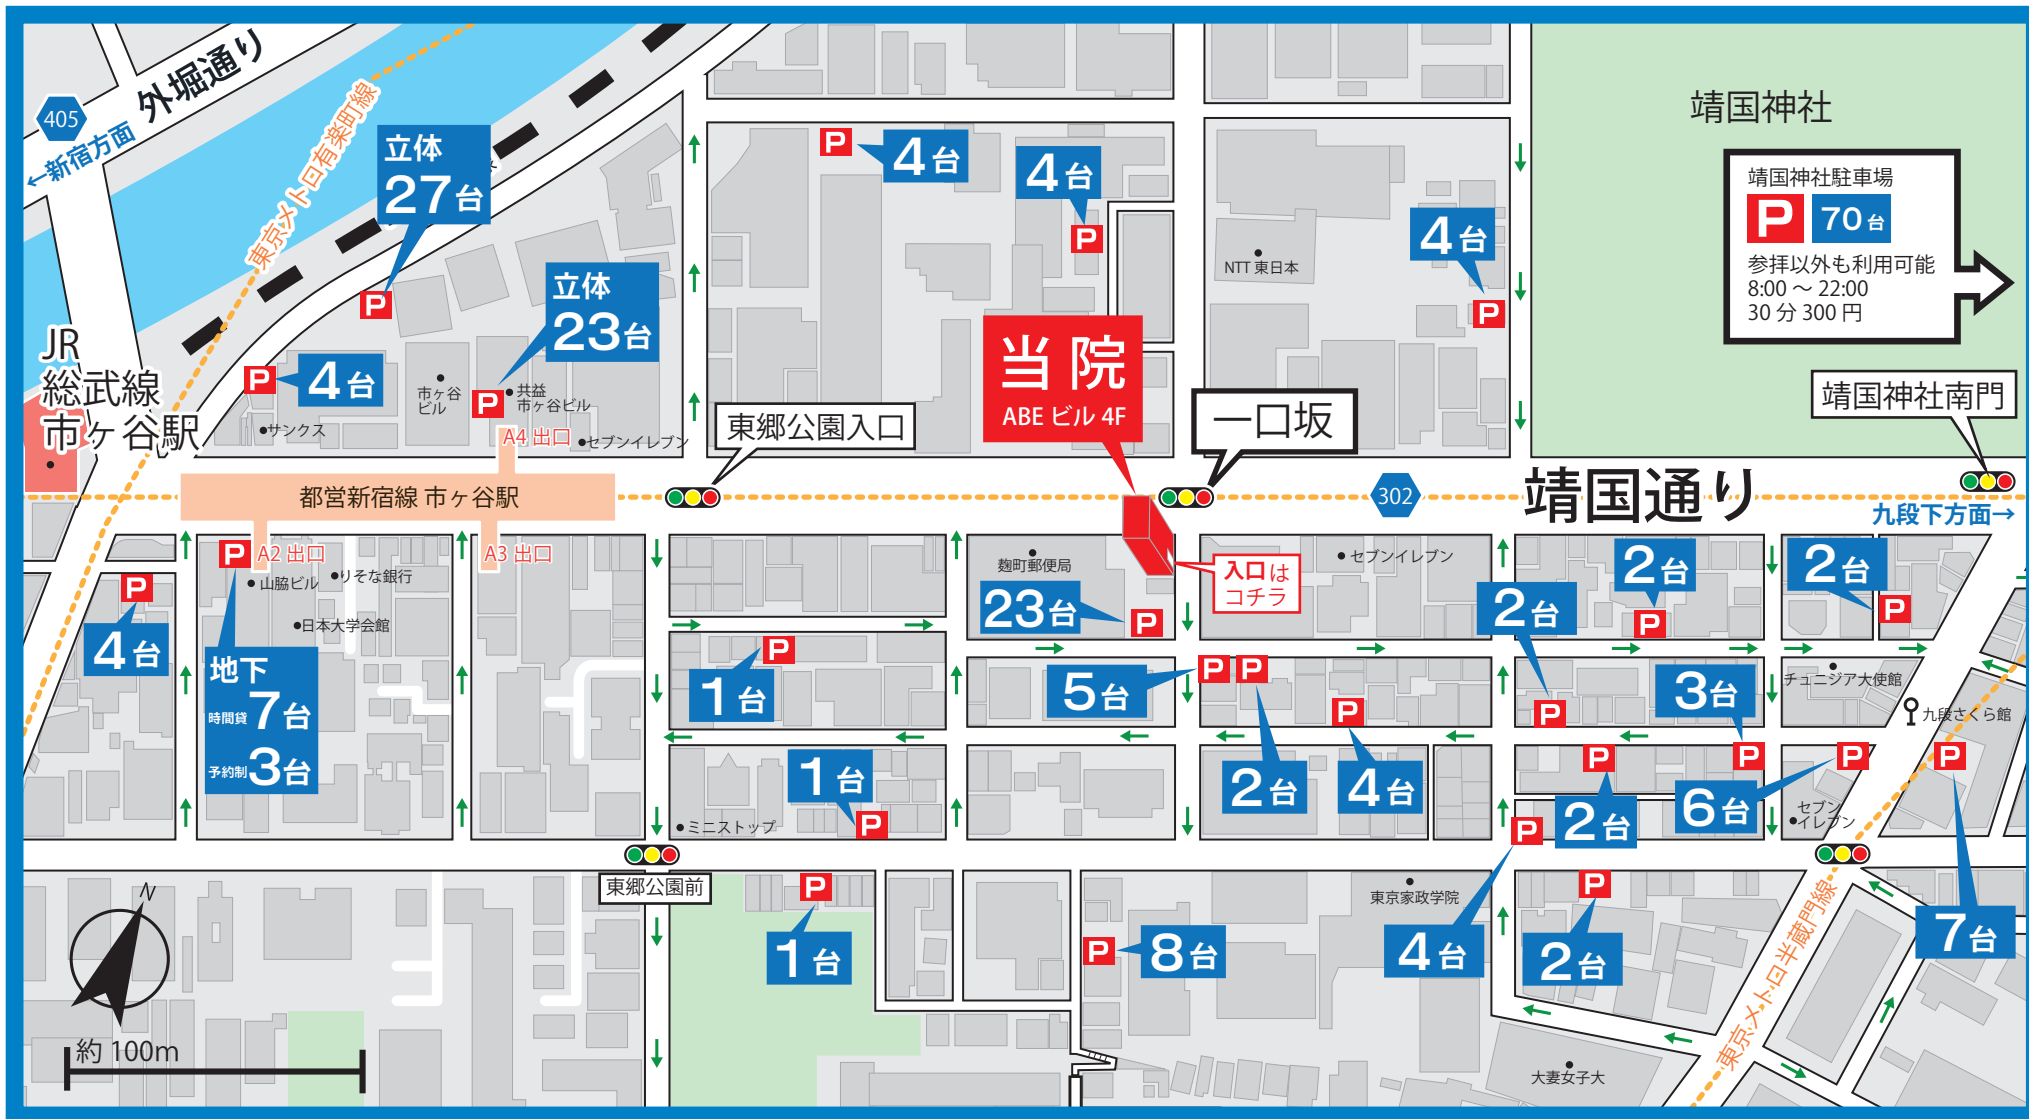 外堀通り
405
←新宿方面
東京メトロ有楽町線
靖国神社
立体
27台
P
P
4台
4台
P
4台
P
NTT 東日本
靖国神社駐車場
P 70台
参拝以外も利用可能
8:00 ～ 22:00
30 分 300 円
立体
23台
P
JR
総武線
市ヶ谷駅
P
4台
市ヶ谷
ビル
共益
市ヶ谷ビル
サンクス
A4 出口
セブンイレブン
東郷公園入口
当院
ABE ビル 4F
一口坂
靖国神社南門
都営新宿線 市ヶ谷駅
302
靖国通り
九段下方面→
P
A2 出口
A3 出口
山脇ビル
りそな銀行
日本大学会館
P
4台
地下
時間貸7台
予約制3台
麹町郵便局
23台
P
入口は
コチラ
セブンイレブン
2台
2台
P
2台
P
P
1台
5台
P
P
2台
P
4台
P
3台
P
チュニジア大使館
九段さくら館
1台
P
ミニストップ
P
2台
6台
P
P
7台
セブン
イレブン
P
4台
東郷公園前
P
1台
P
8台
東京家政学院
P
2台
東京メトロ半蔵門線
大妻女子大
N
約 100m